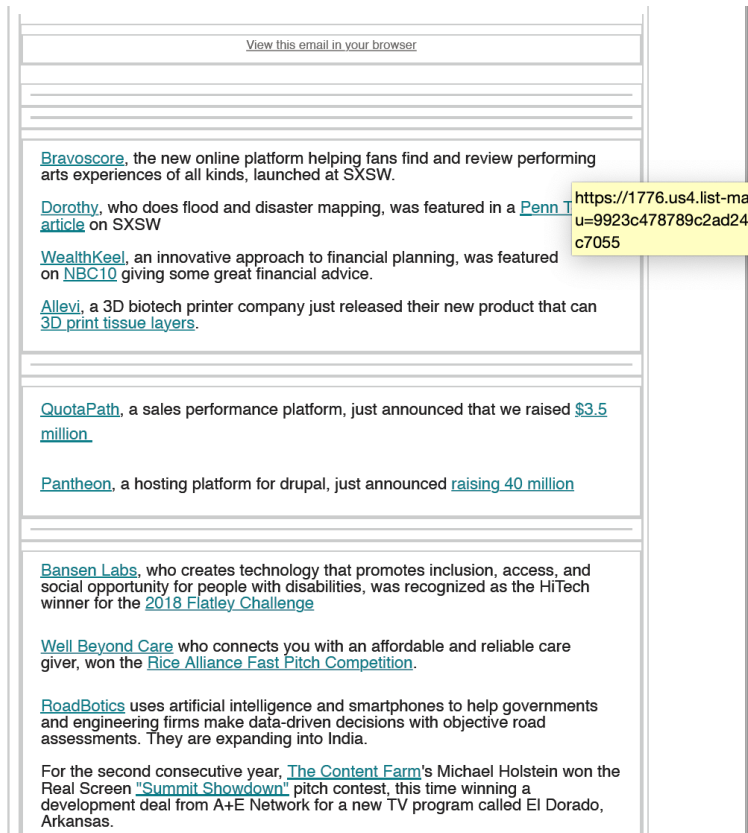 View this email in your browser
Bravoscore, the new online platform helping fans find and review performing
arts experiences of all kinds, launched at SXSW.
Dorothy, who does flood and disaster mapping, was featured in a Penn T
article on SXSW
https://1776.us4.list-ma
u=9923c478789c2ad24
c7055
WealthKeel, an innovative approach to financial planning, was featured
on NBC10 giving some great financial advice.
Allevi, a 3D biotech printer company just released their new product that can
3D print tissue layers.
QuotaPath, a sales performance platform, just announced that we raised $3.5
million
Pantheon, a hosting platform for drupal, just announced raising 40 million
Bansen Labs, who creates technology that promotes inclusion, access, and
social opportunity for people with disabilities, was recognized as the HiTech
winner for the 2018 Flatley Challenge
Well Beyond Care who connects you with an affordable and reliable care
giver, won the Rice Alliance Fast Pitch Competition.
RoadBotics uses artificial intelligence and smartphones to help governments
and engineering firms make data-driven decisions with objective road
assessments. They are expanding into India.
For the second consecutive year, The Content Farm's Michael Holstein won the
Real Screen "Summit Showdown" pitch contest, this time winning a
development deal from A+E Network for a new TV program called El Dorado,
Arkansas.